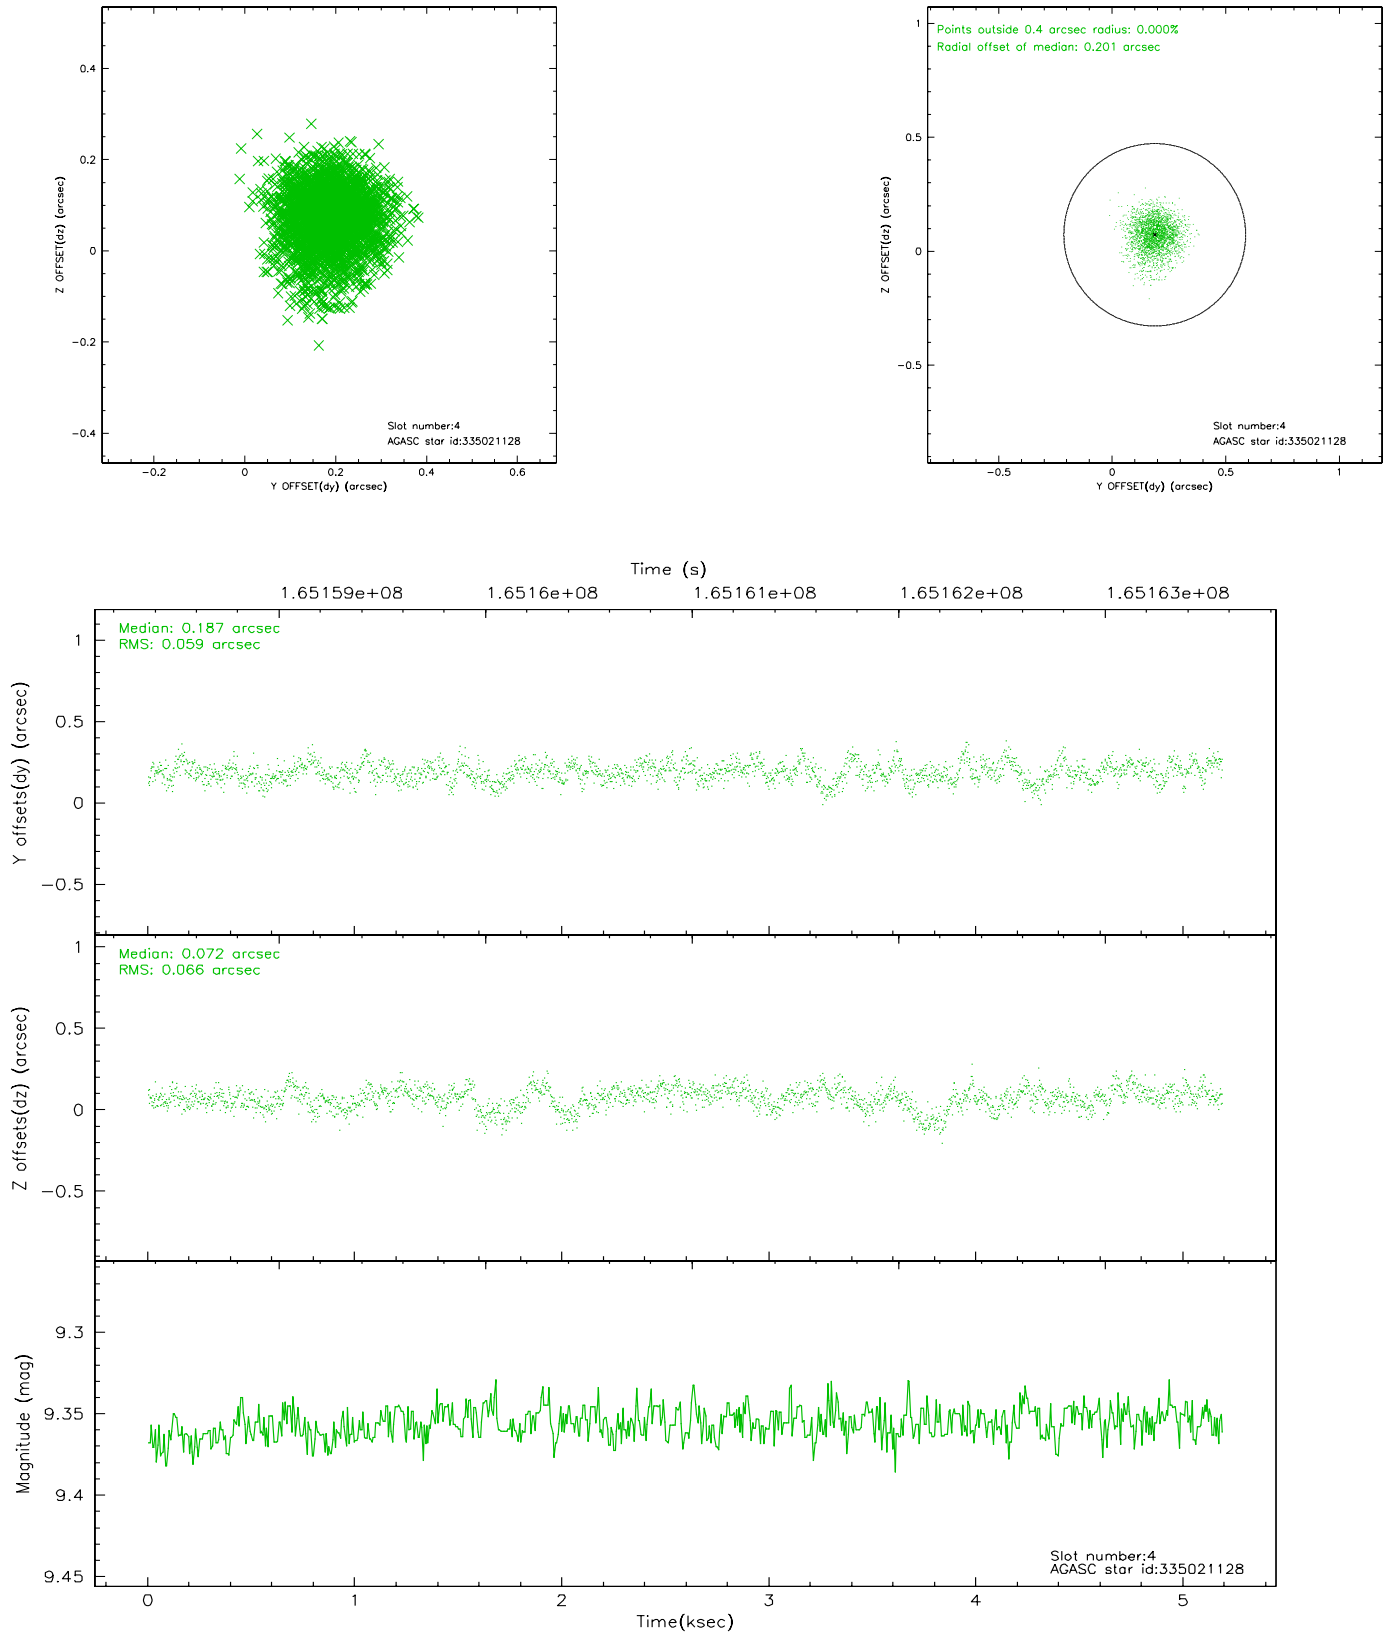 0.4
0.2
0
−0.2
−0.4
Z OFFSET(dz) (arcsec)
Slot number:4
AGASC star id:335021128
−0.2 0 0.2 0.4 0.6
Y OFFSET(dy) (arcsec)
Points outside 0.4 arcsec radius: 0.000%
Radial offset of median: 0.201 arcsec
1
0.5
0
−0.5
Z OFFSET(dz) (arcsec)
Slot number:4
AGASC star id:335021128
−0.5 0 0.5 1
Y OFFSET(dy) (arcsec)
Time (s)
1.65159e+08 1.6516e+08 1.65161e+08 1.65162e+08 1.65163e+08
Median: 0.187 arcsec
RMS: 0.059 arcsec
1
0.5
0
−0.5
Y offsets(dy) (arcsec)
Median: 0.072 arcsec
RMS: 0.066 arcsec
1
0.5
0
−0.5
Z offsets(dz) (arcsec)
9.3
9.35
9.4
9.45
Magnitude (mag)
Slot number:4
AGASC star id:335021128
0 1 2 3 4 5
Time(ksec)